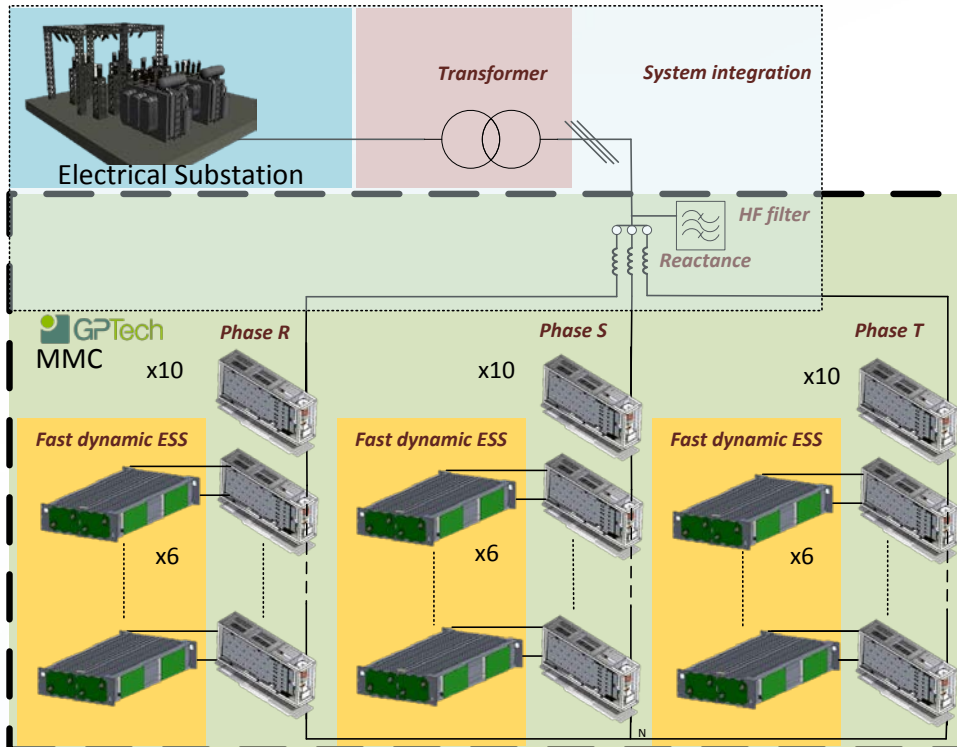 Transformer
System integration
Electrical Substation
HF filter
Reactance
GPTech
MMC
Phase R
Phase S
Phase T
x10
x10
x10
Fast dynamic ESS
Fast dynamic ESS
Fast dynamic ESS
x6
x6
x6
N